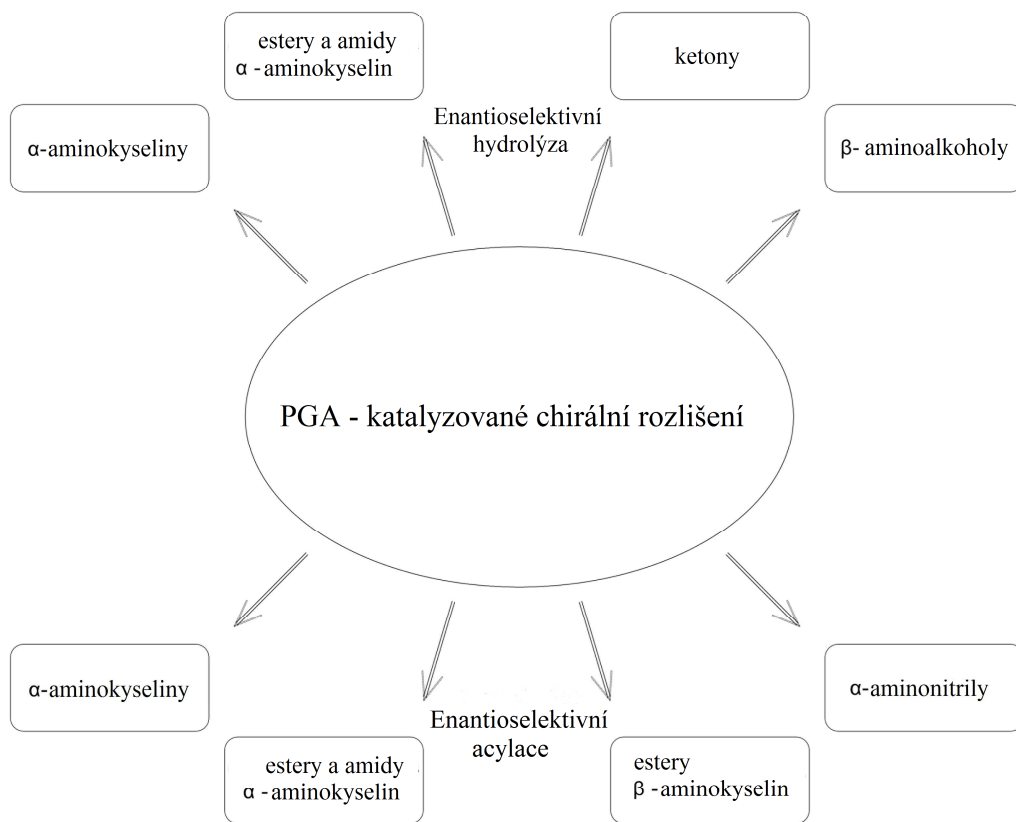 estery a amidy
α -aminokyselin
ketony
Enantioselektivní
hydrolýza
α-aminokyseliny
β- aminoalkoholy
PGA - katalyzované chirální rozlišení
α-aminokyseliny
α-aminonitrily
Enantioselektivní
acylace
estery a amidy
α -aminokyselin
estery
β -aminokyselin